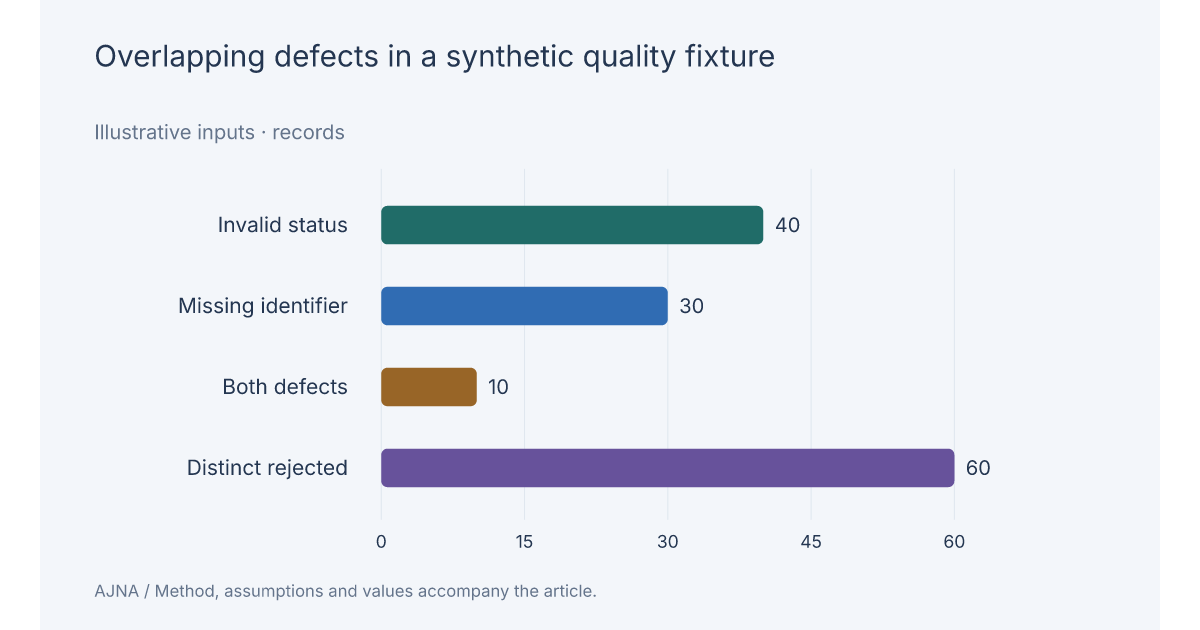 Overlapping defects in a synthetic quality fixture
Illustrative inputs · records
Invalid status 40
Missing identifier 30
Both defects 10
Distinct rejected 60
0 15 30 45 60
AJNA / Method, assumptions and values accompany the article.